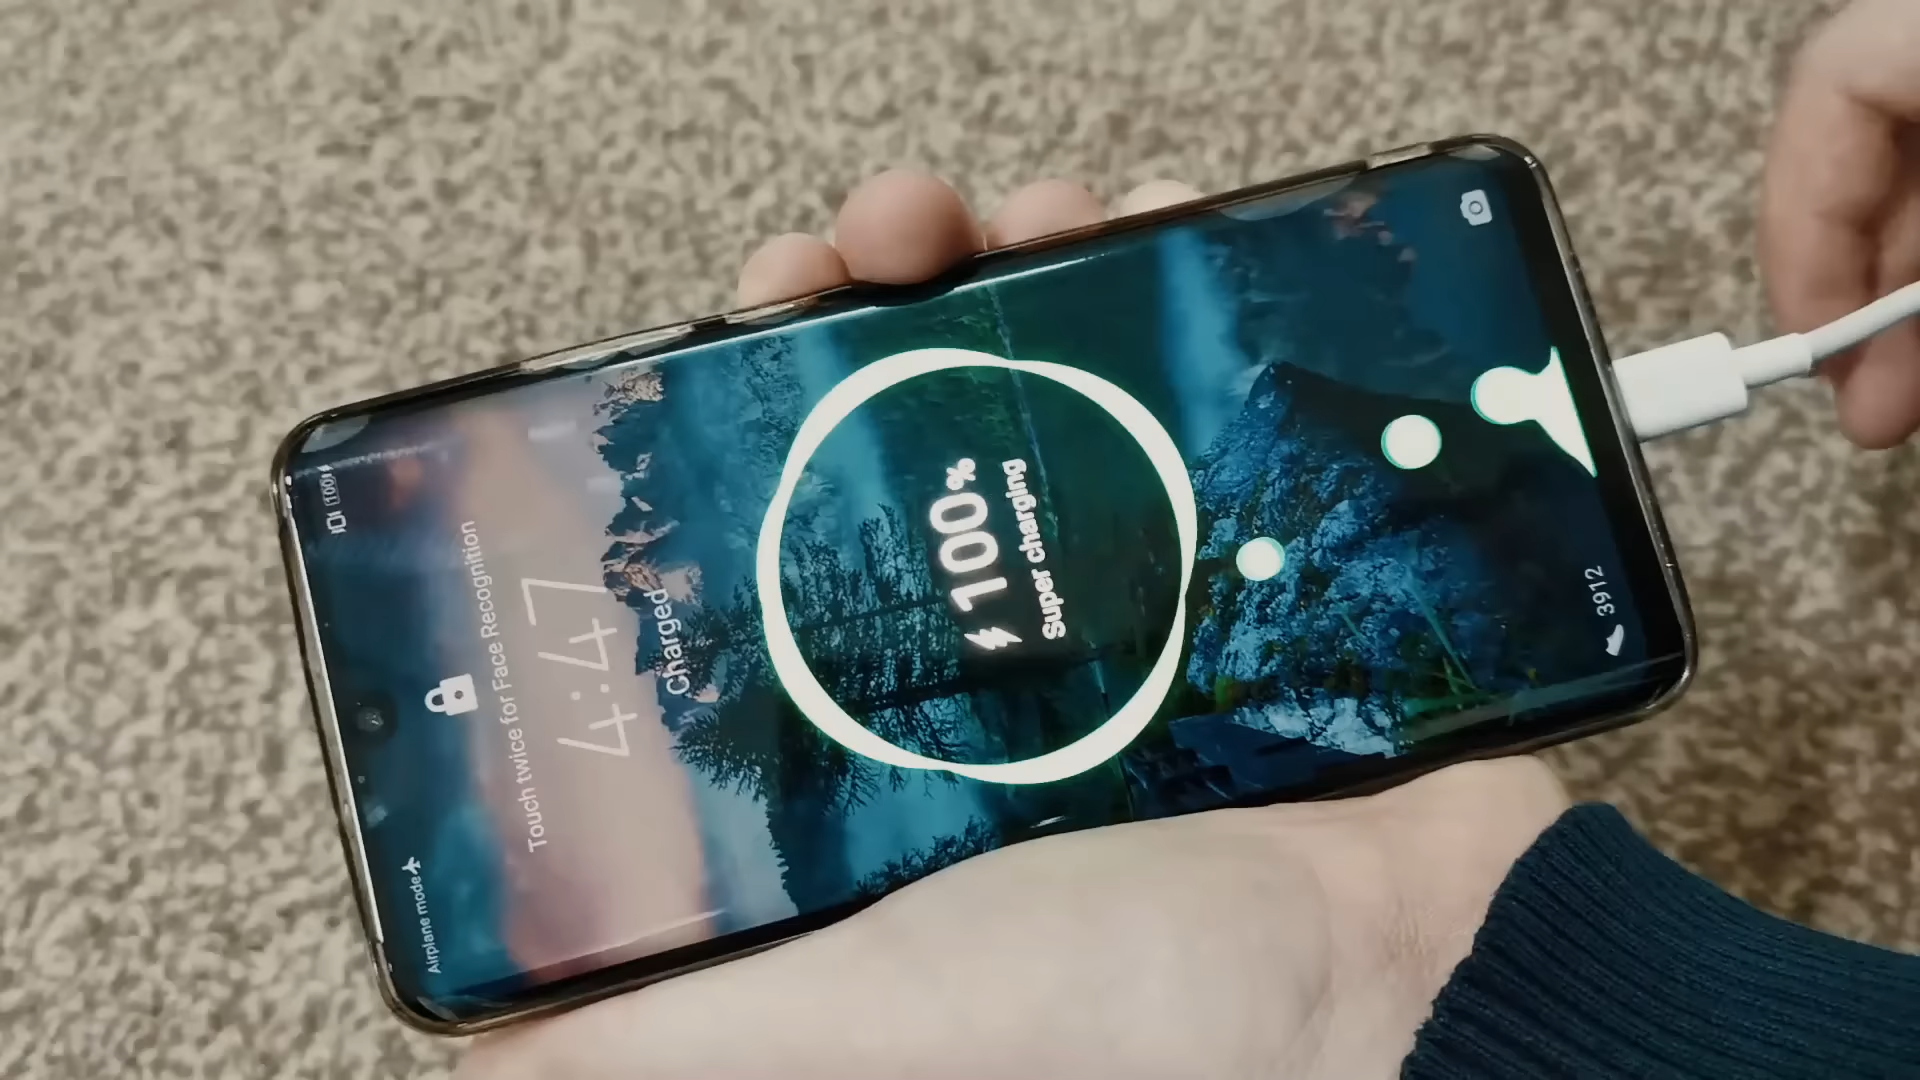 Airplane mode
100
Touch twice for Face Recognition
4:47
Charged
100%
Super charging
3912